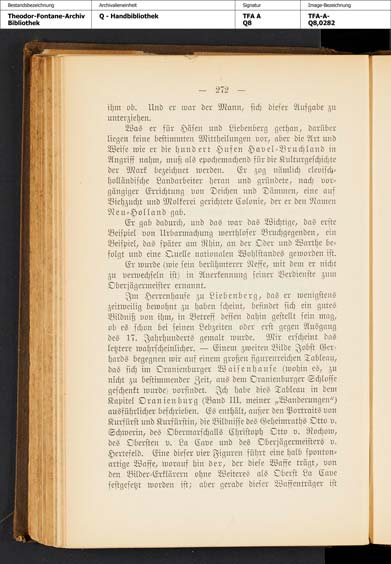 Bestandsbezeichnung
Archivalieneinheit
Signatur
Image-Bezeichnung
Theodor-Fontane-Archiv
Bibliothek
Q - Handbibliothek
TFA A
Q8
TFA-A-
Q8,0282
— 272 —
ihm ob. Und er war der Mann, sich dieser Aufgabe zu
unterziehen.
Was er für Häsen und Liebenberg gethan, darüber
liegen keine bestimmten Mittheilungen vor, aber die Art und
Weise wie er die hundert Hufen Havel-Bruchland in
Angriff nahm, muß als epochemachend für die Kulturgeschichte
der Mark bezeichnet werden. Er zog nämlich clevisch-
holländische Landarbeiter heran und gründete, nach vor-
gängiger Errichtung von Deichen und Dämmen, eine auf
Viehzucht und Molkerei gerichtete Colonie, der er den Namen
Neu-Holland gab.
Er gab dadurch, und das war das Wichtige, das erste
Beispiel von Urbarmachung werthloser Bruchgegenden, ein
Beispiel, das später am Rhin, an der Oder und Warthe be-
folgt und eine Quelle nationalen Wohlstandes geworden ist.
Er wurde (wie sein berühmterer Neffe, mit dem er nicht
zu verwechseln ist) in Anerkennung seiner Verdienste zum
Oberjägermeister ernannt.
Im Herrenhause zu Liebenberg, das er wenigstens
zeitweilig bewohnt zu haben scheint, befindet sich ein gutes
Bildniß von ihm, in Betreff dessen dahin gestellt sein mag,
ob es schon bei seinen Lebzeiten oder erst gegen Ausgang
des 17. Jahrhunderts gemalt wurde. Mir erscheint das
letztere wahrscheinlicher. — Einem zweiten Bilde Jobst Ger-
hards begegnen wir auf einem großen figurenreichen Tableau,
das sich im Oranienburger Waisenhause (wohin es, zu
nicht zu bestimmender Zeit, aus dem Oranienburger Schlosse
geschenkt wurde) vorfindet. Ich habe dies Tableau in dem
Kapitel Oranienburg (Band III. meiner „Wanderungen“)
ausführlicher beschrieben. Es enthält, außer den Portraits von
Kurfürst und Kurfürstin, die Bildnisse des Geheimraths Otto v.
Schwerin, des Obermarschalls Christoph Otto v. Rochow,
des Obersten v. La Cave und des Oberjägermeisters v.
Hertefeld. Eine dieser vier Figuren führt eine halb sponton-
artige Waffe, worauf hin der, der diese Waffe trägt, von
den Bilder-Erklärern ohne Weiteres als Oberst La Cave
festgesetzt worden ist; aber gerade dieser Waffenträger ist